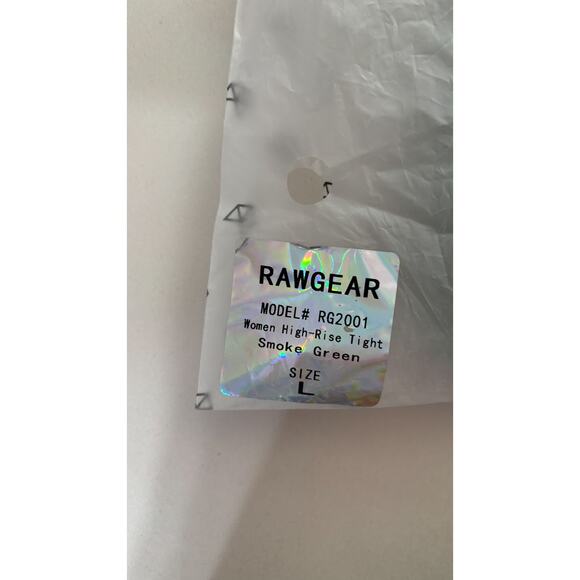 RAWGEAR
MODEL# RG2001
Women High-Rise Tight
Smoke Green
SIZE
L